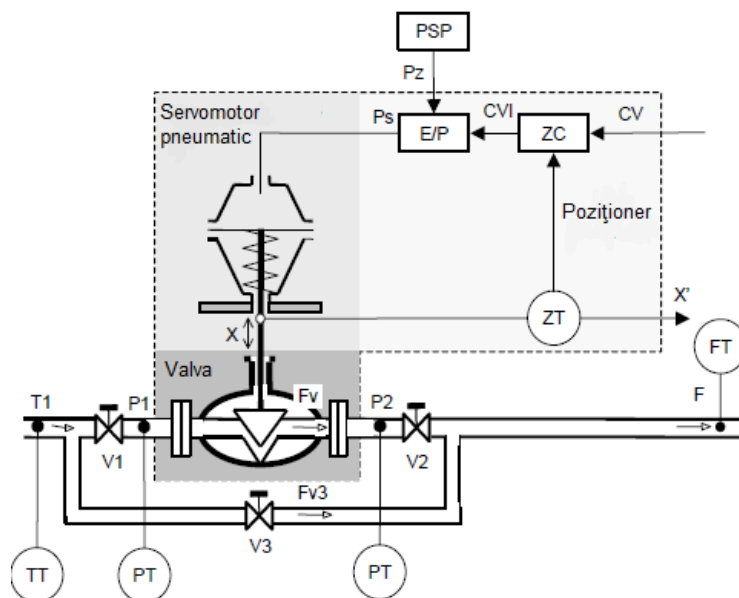 PSP
Pz
Servomotor
pneumatic
Ps
E/P
CVI
ZC
CV
Poziţioner
X
ZT
X'
FT
Valva
T1
P1
Fv
P2
F
V1
V2
Fv3
V3
TT
PT
PT